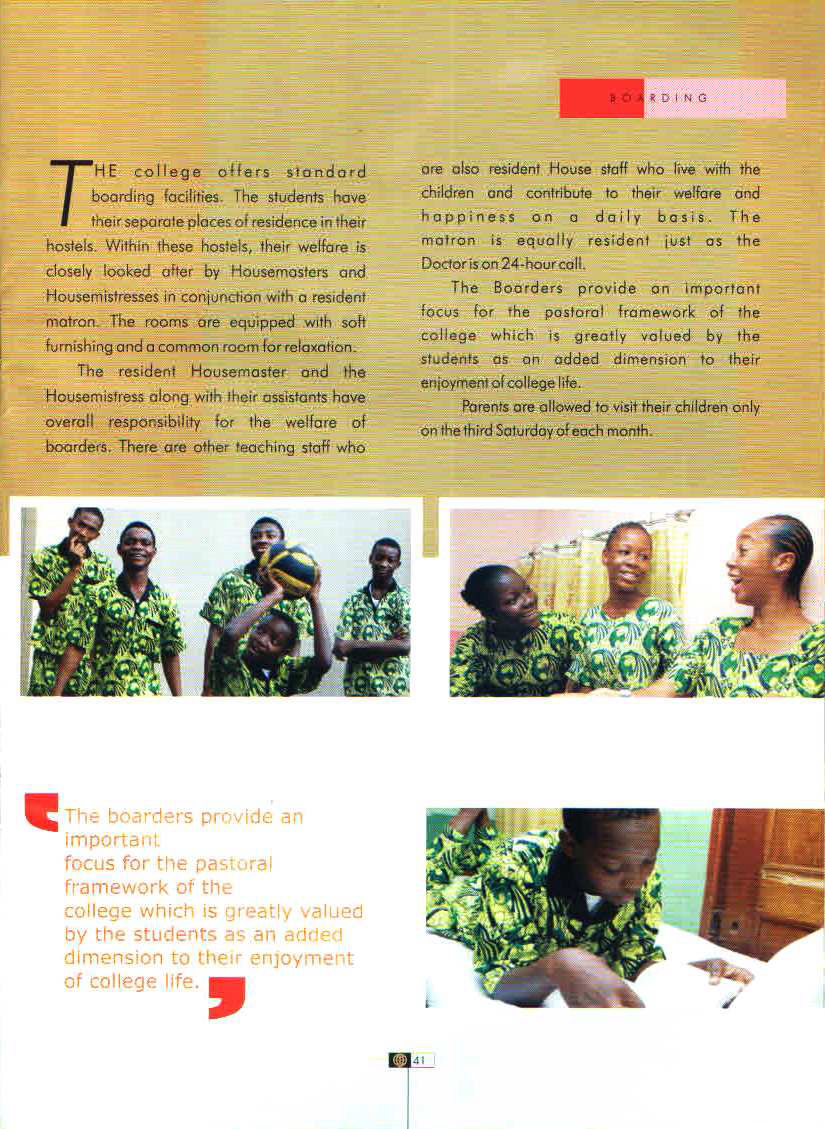 BOARDING
THE college offers standard
boarding facilities. The students have
their separate places of residence in their
hostels. Within these hostels, their welfare is
closely looked after by Housemasters and
Housemistresses in conjunction with a resident
matron. The rooms are equipped with soft
furnishing and a common room for relaxation.
The resident Housemaster and the
Housemistress along with their assistants have
overall responsibility for the welfare of
boarders. There are other teaching staff who
are also resident House staff who live with the
children and contribute to their welfare and
happiness on a daily basis. The
matron is equally resident just as the
Doctor is on 24-hour call.
The Boarders provide an important
focus for the pastoral framework of the
college which is greatly valued by the
students as an added dimension to their
enjoyment of college life.
Parents are allowed to visit their children only
on the third Saturday of each month.
The boarders provide an
important
focus for the pastoral
framework of the
college which is greatly valued
by the students as an added
dimension to their enjoyment
of college life.
41